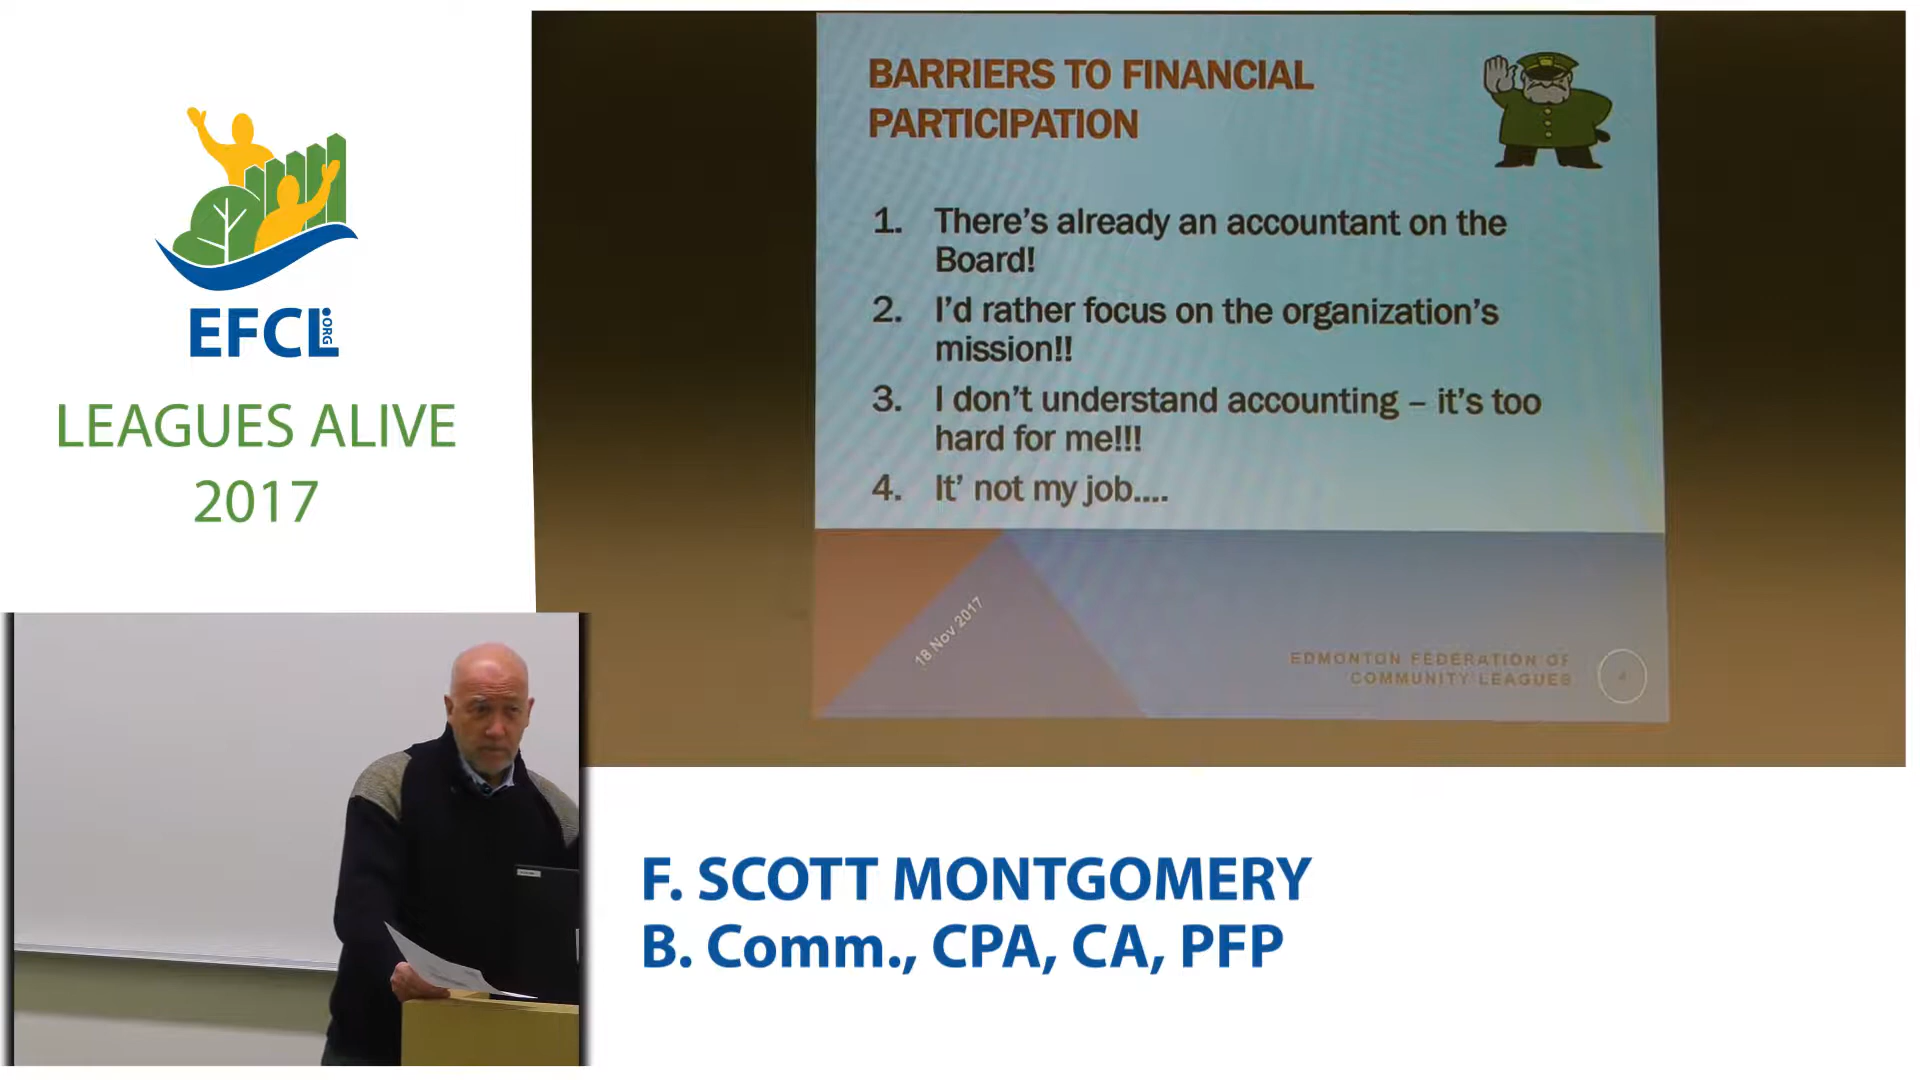 EFCL.ORG
LEAGUES ALIVE
2017
BARRIERS TO FINANCIAL
PARTICIPATION
1. There's already an accountant on the
Board!
2. I'd rather focus on the organization's
mission!!
3. I don't understand accounting – it's too
hard for me!!!
4. It' not my job....
18 Nov 2017
EDMONTON FEDERATION OF
COMMUNITY LEAGUES
F. SCOTT MONTGOMERY
B. Comm., CPA, CA, PFP